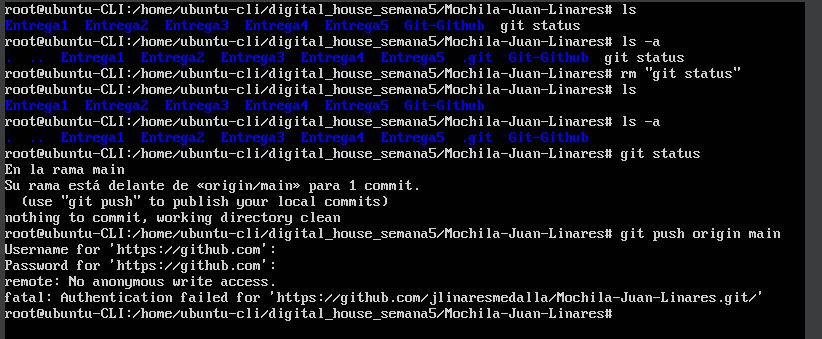 root@ubuntu-CLI:/home/ubuntu-cli/digital_house_semana5/Mochila-Juan-Linares# ls
Entrega1  Entrega2  Entrega3  Entrega4  Entrega5  Git-Github  git status
root@ubuntu-CLI:/home/ubuntu-cli/digital_house_semana5/Mochila-Juan-Linares# ls -a
.  ..  Entrega1  Entrega2  Entrega3  Entrega4  Entrega5  .git  Git-Github  git status
root@ubuntu-CLI:/home/ubuntu-cli/digital_house_semana5/Mochila-Juan-Linares# rm "git status"
root@ubuntu-CLI:/home/ubuntu-cli/digital_house_semana5/Mochila-Juan-Linares# ls
Entrega1  Entrega2  Entrega3  Entrega4  Entrega5  Git-Github
root@ubuntu-CLI:/home/ubuntu-cli/digital_house_semana5/Mochila-Juan-Linares# ls -a
.  ..  Entrega1  Entrega2  Entrega3  Entrega4  Entrega5  .git  Git-Github
root@ubuntu-CLI:/home/ubuntu-cli/digital_house_semana5/Mochila-Juan-Linares# git status
En la rama main
Su rama está delante de «origin/main» para 1 commit.
  (use "git push" to publish your local commits)
nothing to commit, working directory clean
root@ubuntu-CLI:/home/ubuntu-cli/digital_house_semana5/Mochila-Juan-Linares# git push origin main
Username for 'https://github.com':
Password for 'https://github.com':
remote: No anonymous write access.
fatal: Authentication failed for 'https://github.com/jlinaresmedalla/Mochila-Juan-Linares.git/'
root@ubuntu-CLI:/home/ubuntu-cli/digital_house_semana5/Mochila-Juan-Linares#